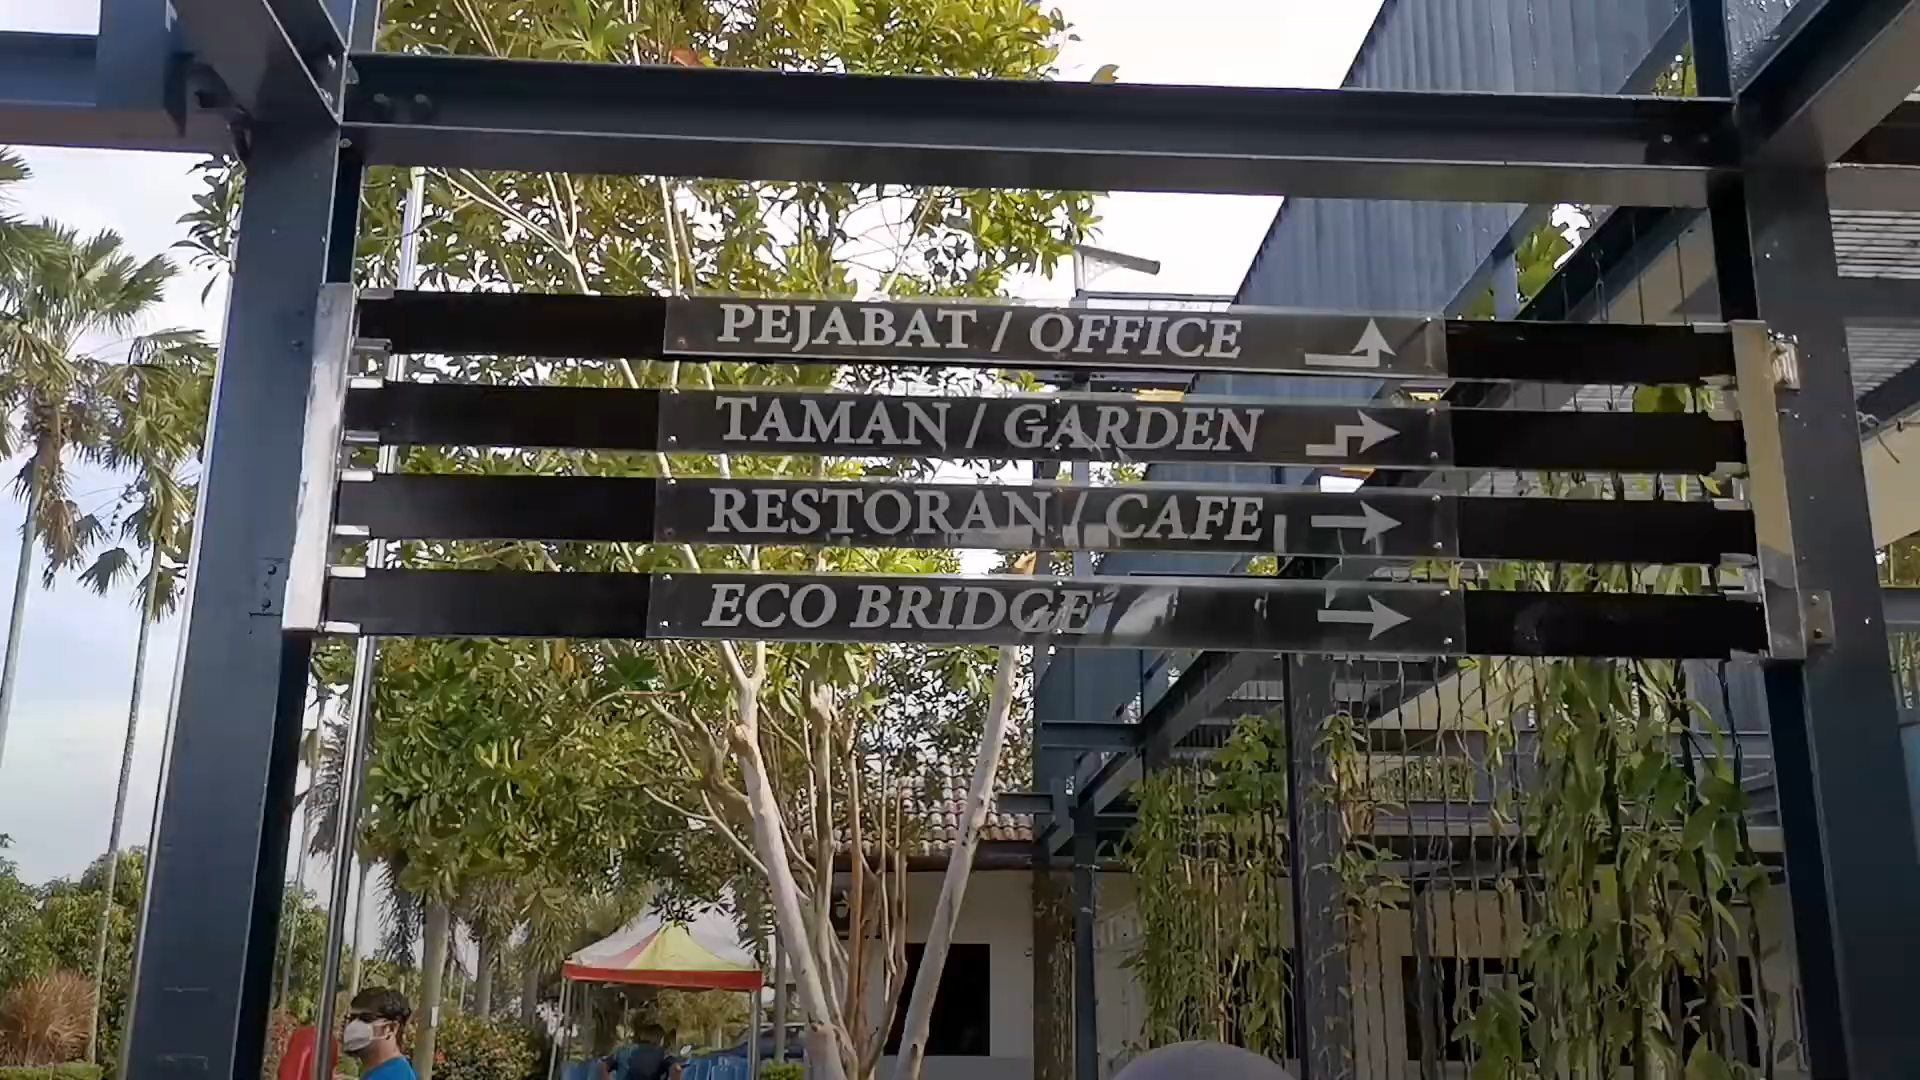 PEJABAT / OFFICE
TAMAN / GARDEN
RESTORAN / CAFE
ECO BRIDGE